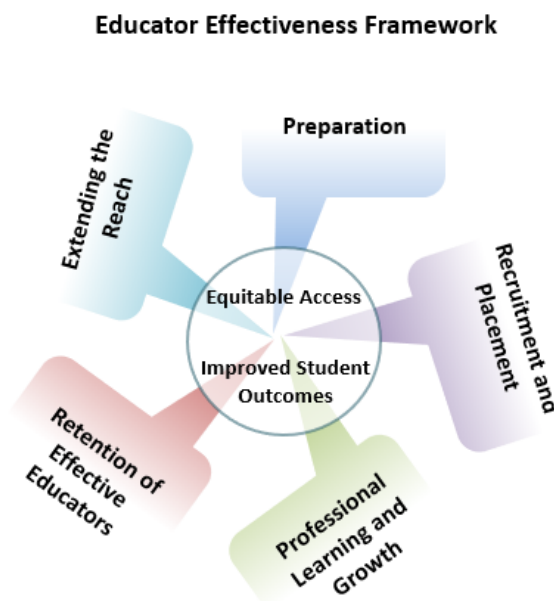 Educator Effectiveness Framework
Preparation
Extending the
Reach
Equitable Access
Improved Student
Outcomes
Recruitment and
Placement
Retention of
Effective
Educators
Professional
Learning and
Growth